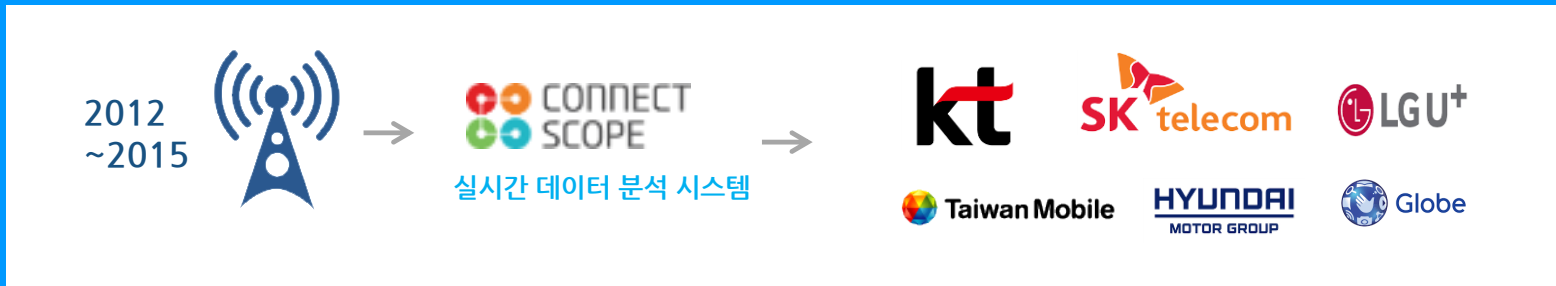 2012
~2015
CONNECT
SCOPE
실시간 데이터 분석 시스템
kt
SK telecom
LG U+
Taiwan Mobile
HYUNDAI
MOTOR GROUP
Globe